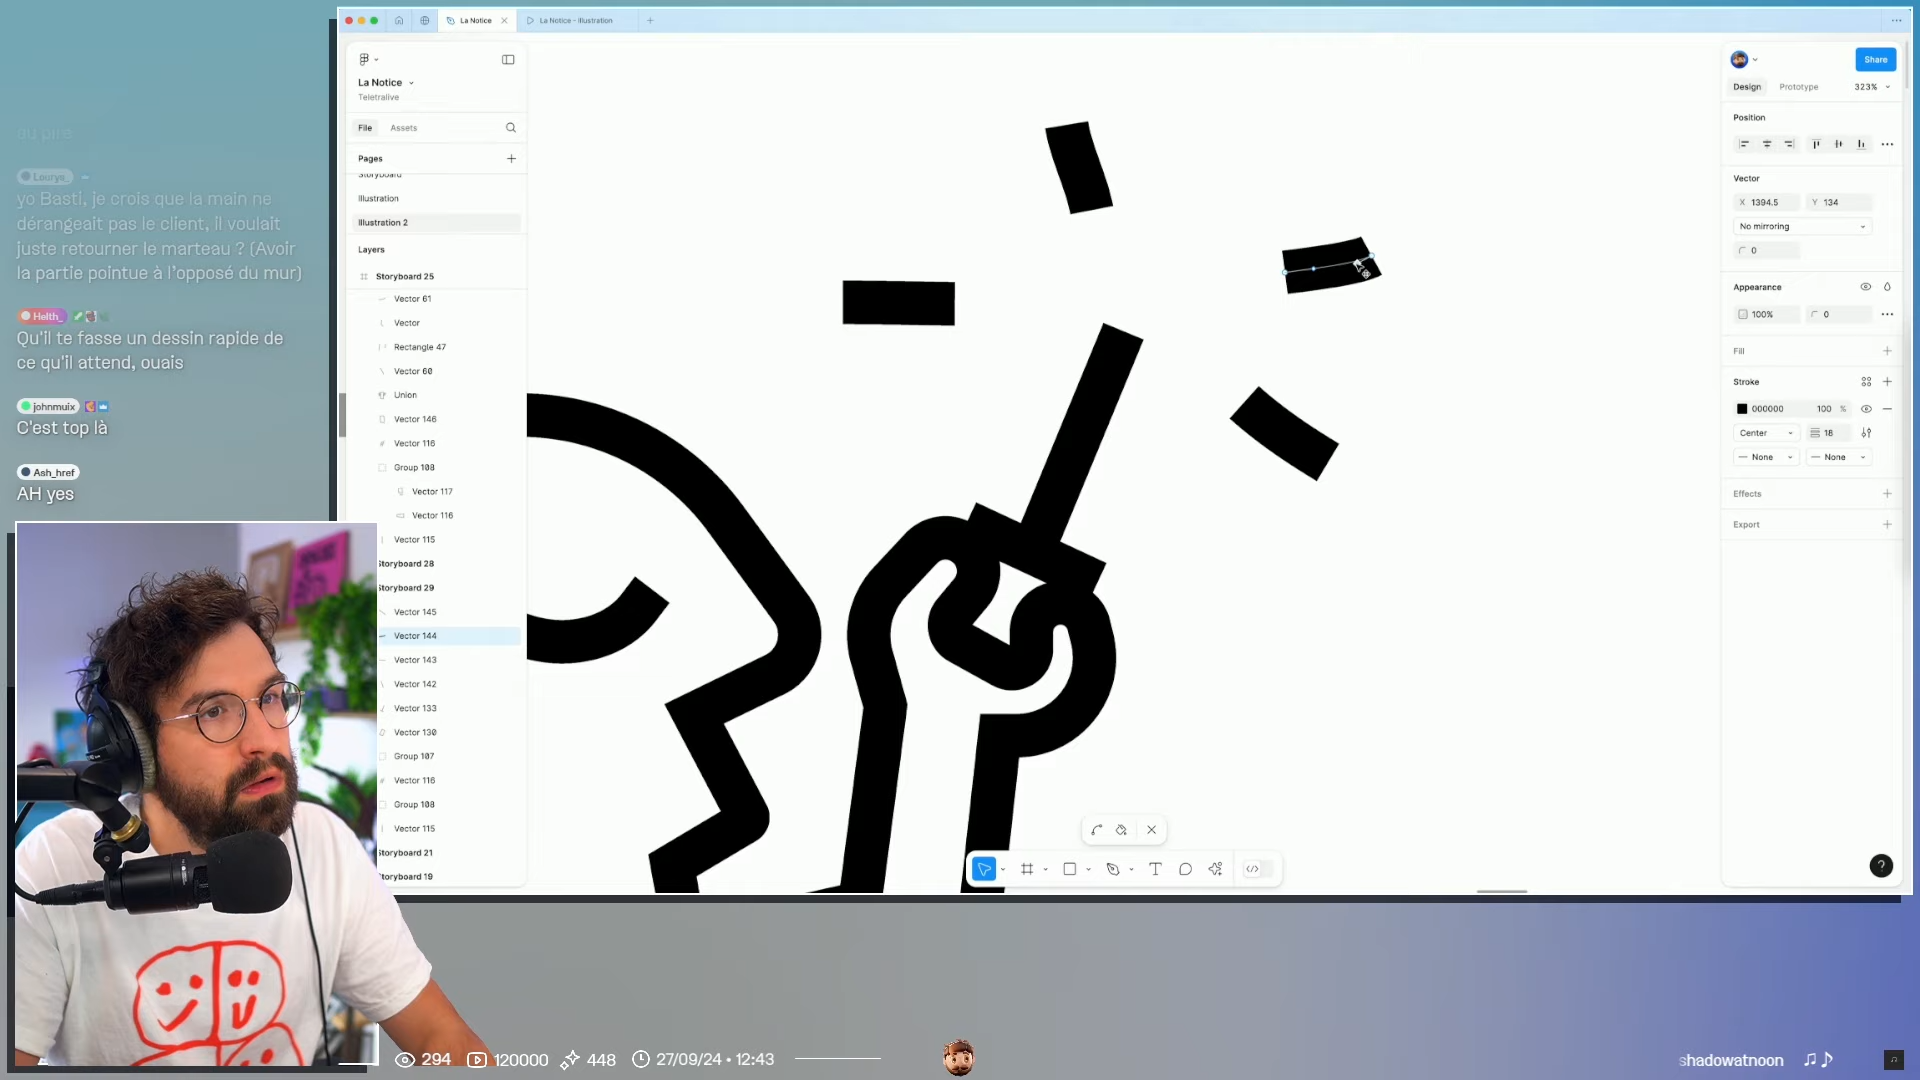 La Notice
La Notice - Illustration
au pire
Lourya_
yo Basti, je crois que la main ne
dérangeait pas le client, il voulait
juste retourner le marteau ? (Avoir
la partie pointue à l'opposé du mur)
Helth_
Qu'il te fasse un dessin rapide de
ce qu'il attend, ouais
johnmuix
C'est top là
Ash_href
AH yes
La Notice
Teletralive
File
Assets
Pages
Storyboard
Illustration
Illustration 2
Layers
Storyboard 25
Vector 61
Vector
Rectangle 47
Vector 60
Union
Vector 146
Vector 116
Group 108
Vector 117
Vector 116
Vector 115
Storyboard 28
Storyboard 29
Vector 145
Vector 144
Vector 143
Vector 142
Vector 133
Vector 130
Group 107
Vector 116
Group 108
Vector 115
Storyboard 21
Storyboard 19
Share
Design
Prototype
323%
Position
Vector
X 1394.5
Y 134
No mirroring
0
Appearance
100%
0
Fill
Stroke
000000
100 %
Center
18
None
None
Effects
Export
?
294
120000
448
27/09/24 • 12:43
shadowatnoon